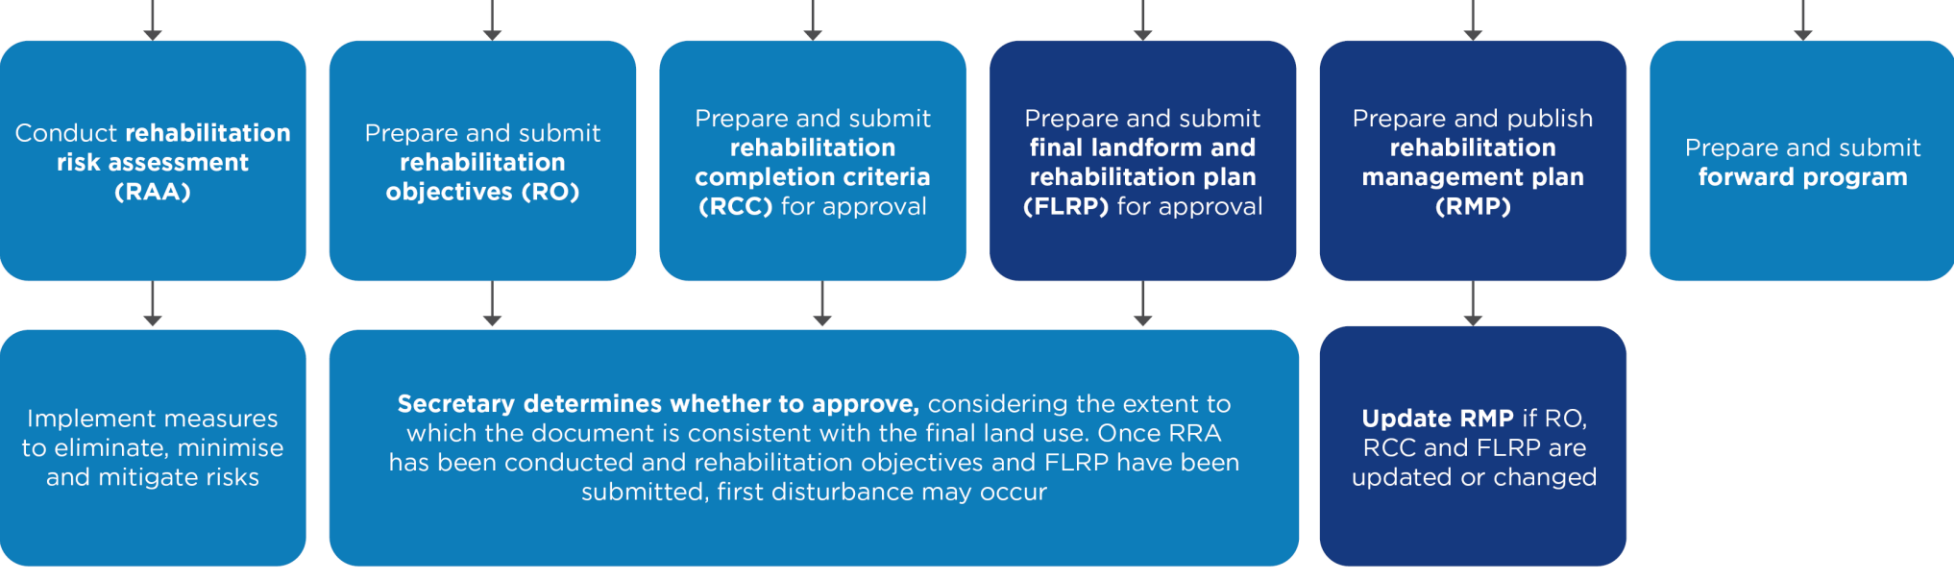 Conduct rehabilitation
risk assessment
(RAA)
Prepare and submit
rehabilitation
objectives (RO)
Prepare and submit
rehabilitation
completion criteria
(RCC) for approval
Prepare and submit
final landform and
rehabilitation plan
(FLRP) for approval
Prepare and publish
rehabilitation
management plan
(RMP)
Prepare and submit
forward program
Implement measures
to eliminate, minimise
and mitigate risks
Secretary determines whether to approve, considering the extent to
which the document is consistent with the final land use. Once RRA
has been conducted and rehabilitation objectives and FLRP have been
submitted, first disturbance may occur
Update RMP if RO,
RCC and FLRP are
updated or changed